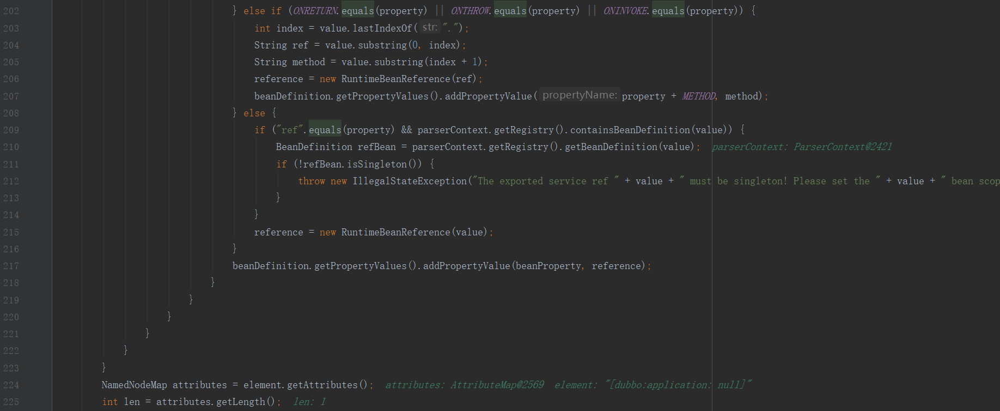 202 } else if (ONRETURN.equals(property) || ONTHROW.equals(property) || ONINVOKE.equals(property)) {
203 int index = value.lastIndexOf( str: ".");
204 String ref = value.substring(0, index);
205 String method = value.substring(index + 1);
206 reference = new RuntimeBeanReference(ref);
207 beanDefinition.getPropertyValues().addPropertyValue( propertyName: property + METHOD, method);
208 } else {
209 if ("ref".equals(property) && parserContext.getRegistry().containsBeanDefinition(value)) {
210 BeanDefinition refBean = parserContext.getRegistry().getBeanDefinition(value); parserContext: ParserContext@2421
211 if (!refBean.isSingleton()) {
212 throw new IllegalStateException("The exported service ref " + value + " must be singleton! Please set the " + value + " bean scop
213 }
214 }
215 reference = new RuntimeBeanReference(value);
216 }
217 beanDefinition.getPropertyValues().addPropertyValue(beanProperty, reference);
218 }
219 }
220 }
221 }
222 }
223 }
224 NamedNodeMap attributes = element.getAttributes(); attributes: AttributeMap@2569 element: "[dubbo:application: null]"
225 int len = attributes.getLength(); len: 1